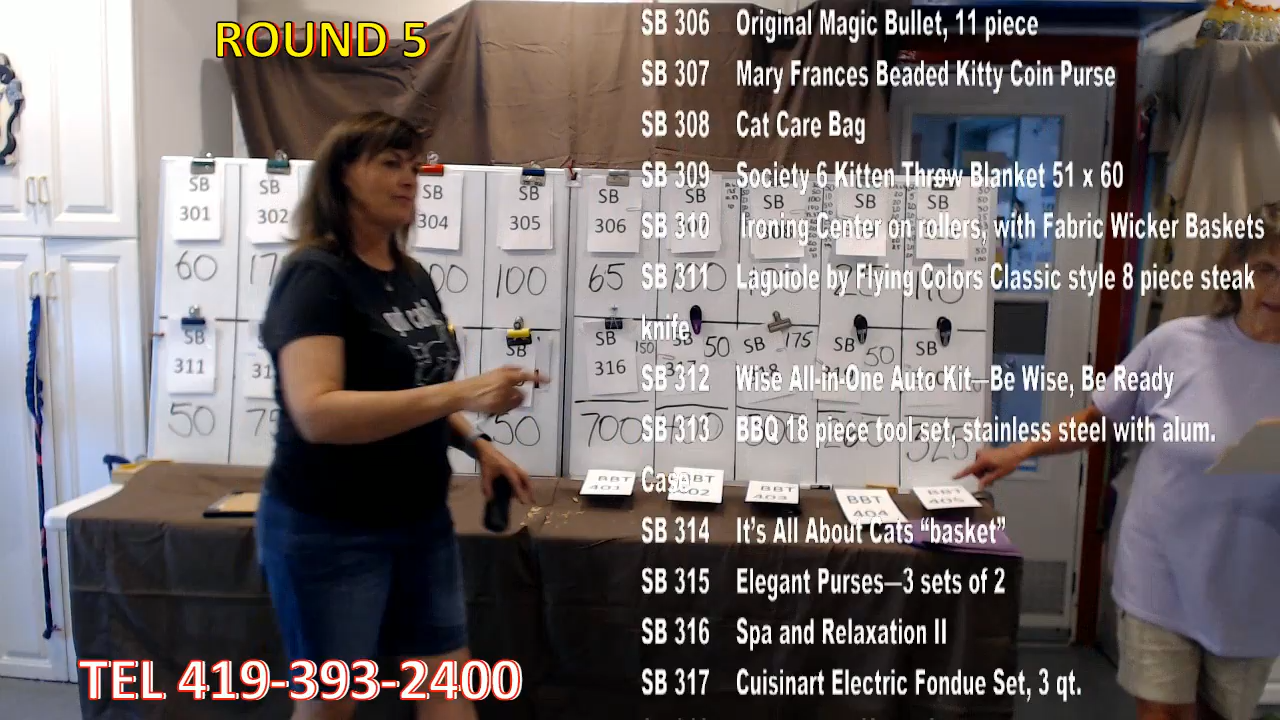 ROUND 5
SB 306 Original Magic Bullet, 11 piece
SB 307 Mary Frances Beaded Kitty Coin Purse
SB 308 Cat Care Bag
SB 309 Society 6 Kitten Throw Blanket 51 x 60
SB 310 Ironing Center on rollers, with Fabric Wicker Baskets
SB 311 Laguiole by Flying Colors Classic style 8 piece steak
knife
SB 312 Wise All-in-One Auto Kit—Be Wise, Be Ready
SB 313 BBQ 18 piece tool set, stainless steel with alum.
Case
SB 314 It's All About Cats “basket”
SB 315 Elegant Purses—3 sets of 2
SB 316 Spa and Relaxation II
SB 317 Cuisinart Electric Fondue Set, 3 qt.
SB
301
SB
302
304
SB
305
SB
306
60
100
65
SB
311
SB
SB
316
150
50
SB
175
SB
50
SB
50
700
325
BBT
401
BBT
403
BBT
404
BBT
405
TEL 419-393-2400